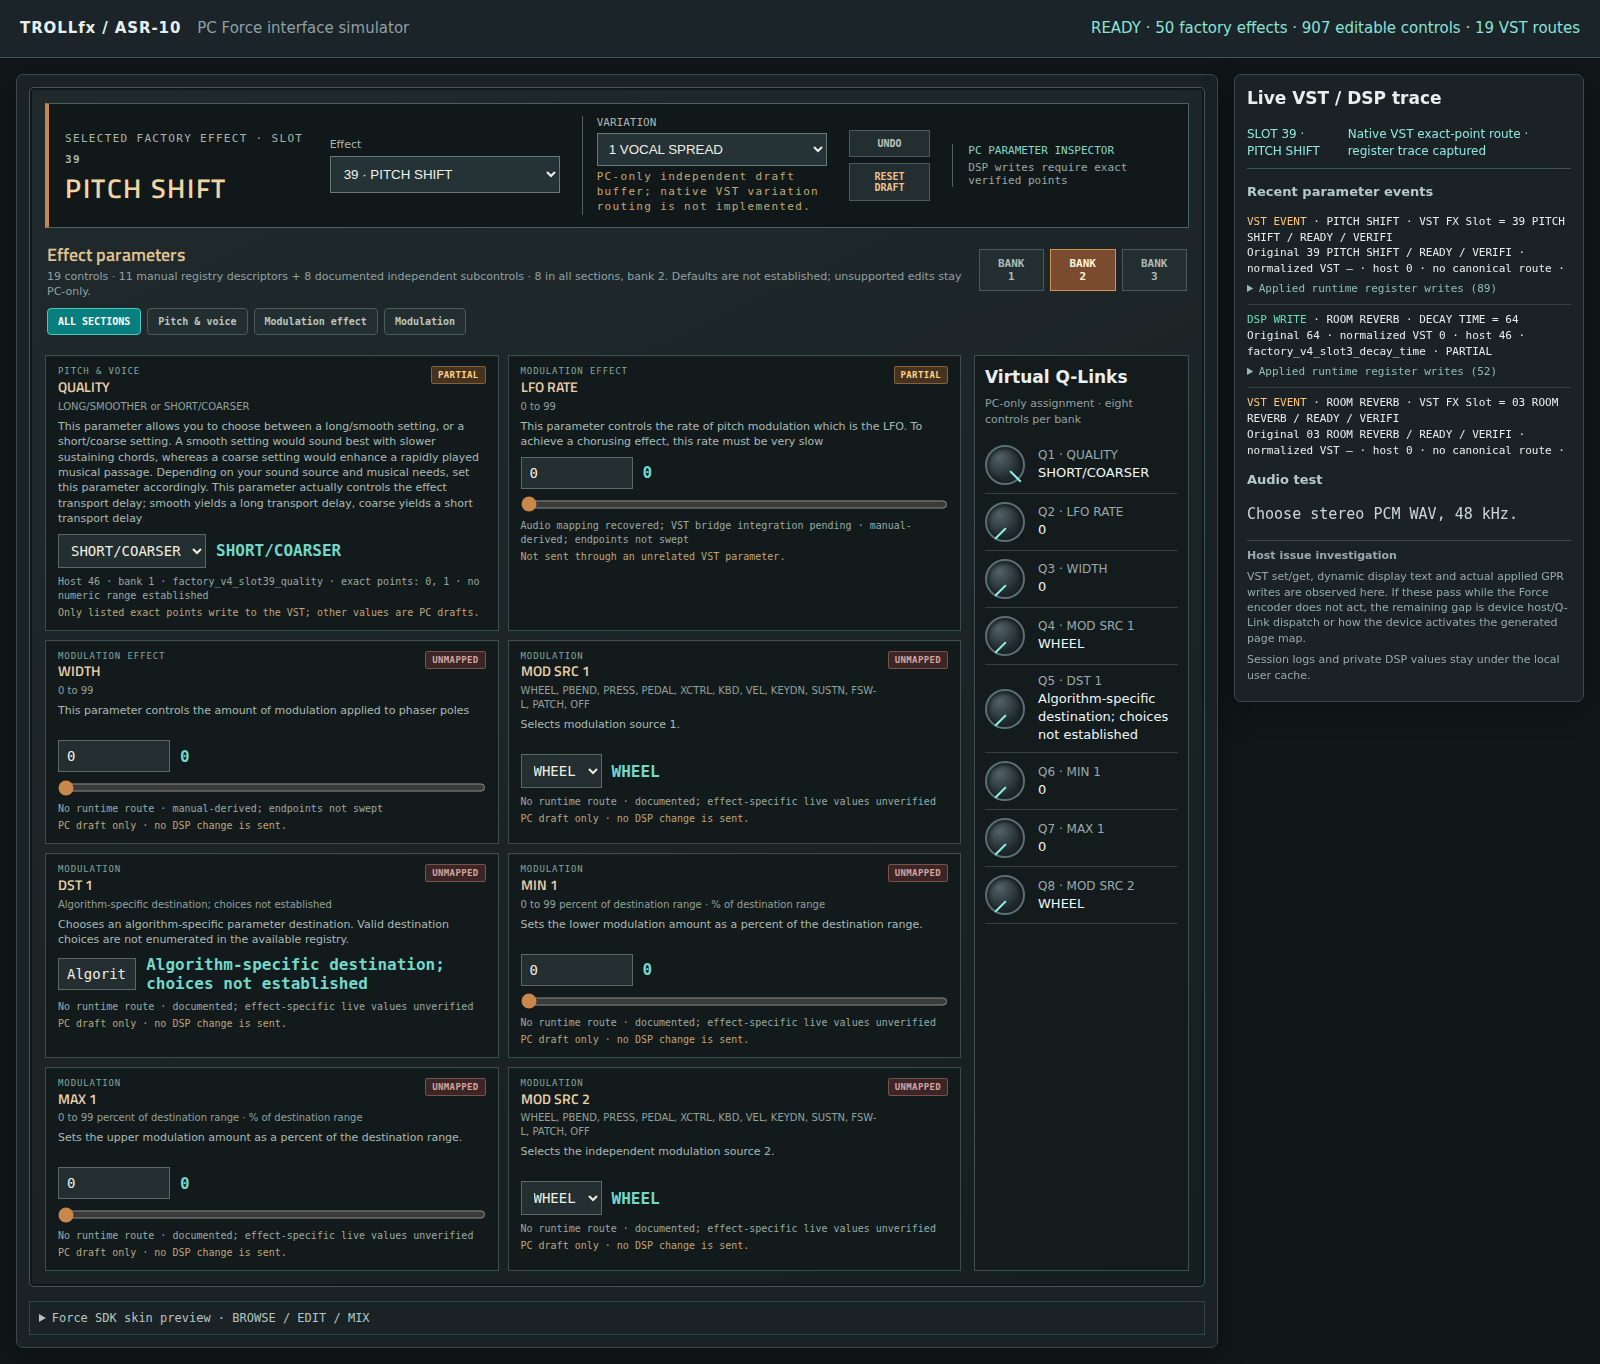 TROLLfx / ASR-10 PC Force interface simulator
READY · 50 factory effects · 907 editable controls · 19 VST routes
SELECTED FACTORY EFFECT · SLOT
39
PITCH SHIFT
Effect
39 · PITCH SHIFT
VARIATION
1 VOCAL SPREAD
PC-only independent draft
buffer; native VST variation
routing is not implemented.
UNDO
RESET
DRAFT
PC PARAMETER INSPECTOR
DSP writes require exact
verified points
Effect parameters
19 controls · 11 manual registry descriptors + 8 documented independent subcontrols · 8 in all sections, bank 2. Defaults are not established; unsupported edits stay
PC-only.
BANK
1
BANK
2
BANK
3
ALL SECTIONS
Pitch & voice
Modulation effect
Modulation
PITCH & VOICE
PARTIAL
QUALITY
LONG/SMOOTHER or SHORT/COARSER
This parameter allows you to choose between a long/smooth setting, or a
short/coarse setting. A smooth setting would sound best with slower
sustaining chords, whereas a coarse setting would enhance a rapidly played
musical passage. Depending on your sound source and musical needs, set
this parameter accordingly. This parameter actually controls the effect
transport delay; smooth yields a long transport delay, coarse yields a short
transport delay
SHORT/COARSER SHORT/COARSER
Host 46 · bank 1 · factory_v4_slot39_quality · exact points: 0, 1 · no
numeric range established
Only listed exact points write to the VST; other values are PC drafts.
MODULATION EFFECT
PARTIAL
LFO RATE
0 to 99
This parameter controls the rate of pitch modulation which is the LFO. To
achieve a chorusing effect, this rate must be very slow
0 0
Audio mapping recovered; VST bridge integration pending · manual-
derived; endpoints not swept
Not sent through an unrelated VST parameter.
MODULATION EFFECT
UNMAPPED
WIDTH
0 to 99
This parameter controls the amount of modulation applied to phaser poles
0 0
No runtime route · manual-derived; endpoints not swept
PC draft only · no DSP change is sent.
MODULATION
UNMAPPED
MOD SRC 1
WHEEL, PBEND, PRESS, PEDAL, XCTRL, KBD, VEL, KEYDN, SUSTN, FSW-
L, PATCH, OFF
Selects modulation source 1.
WHEEL WHEEL
No runtime route · documented; effect-specific live values unverified
PC draft only · no DSP change is sent.
MODULATION
UNMAPPED
DST 1
Algorithm-specific destination; choices not established
Chooses an algorithm-specific parameter destination. Valid destination
choices are not enumerated in the available registry.
Algorit
Algorithm-specific destination;
choices not established
No runtime route · documented; effect-specific live values unverified
PC draft only · no DSP change is sent.
MODULATION
UNMAPPED
MIN 1
0 to 99 percent of destination range · % of destination range
Sets the lower modulation amount as a percent of the destination range.
0 0
No runtime route · documented; effect-specific live values unverified
PC draft only · no DSP change is sent.
MODULATION
UNMAPPED
MAX 1
0 to 99 percent of destination range · % of destination range
Sets the upper modulation amount as a percent of the destination range.
0 0
No runtime route · documented; effect-specific live values unverified
PC draft only · no DSP change is sent.
MODULATION
UNMAPPED
MOD SRC 2
WHEEL, PBEND, PRESS, PEDAL, XCTRL, KBD, VEL, KEYDN, SUSTN, FSW-
L, PATCH, OFF
Selects the independent modulation source 2.
WHEEL WHEEL
No runtime route · documented; effect-specific live values unverified
PC draft only · no DSP change is sent.
Virtual Q-Links
PC-only assignment · eight
controls per bank
Q1 · QUALITY
SHORT/COARSER
Q2 · LFO RATE
0
Q3 · WIDTH
0
Q4 · MOD SRC 1
WHEEL
Q5 · DST 1
Algorithm-specific
destination; choices
not established
Q6 · MIN 1
0
Q7 · MAX 1
0
Q8 · MOD SRC 2
WHEEL
Force SDK skin preview · BROWSE / EDIT / MIX
Live VST / DSP trace
SLOT 39 ·
PITCH SHIFT
Native VST exact-point route ·
register trace captured
Recent parameter events
VST EVENT · PITCH SHIFT · VST FX Slot = 39 PITCH
SHIFT / READY / VERIFI
Original 39 PITCH SHIFT / READY / VERIFI ·
normalized VST — · host 0 · no canonical route ·
Applied runtime register writes (89)
DSP WRITE · ROOM REVERB · DECAY TIME = 64
Original 64 · normalized VST 0 · host 46 ·
factory_v4_slot3_decay_time · PARTIAL
Applied runtime register writes (52)
VST EVENT · ROOM REVERB · VST FX Slot = 03 ROOM
REVERB / READY / VERIFI
Original 03 ROOM REVERB / READY / VERIFI ·
normalized VST — · host 0 · no canonical route ·
Audio test
Choose stereo PCM WAV, 48 kHz.
Host issue investigation
VST set/get, dynamic display text and actual applied GPR
writes are observed here. If these pass while the Force
encoder does not act, the remaining gap is device host/Q-
Link dispatch or how the device activates the generated
page map.
Session logs and private DSP values stay under the local
user cache.